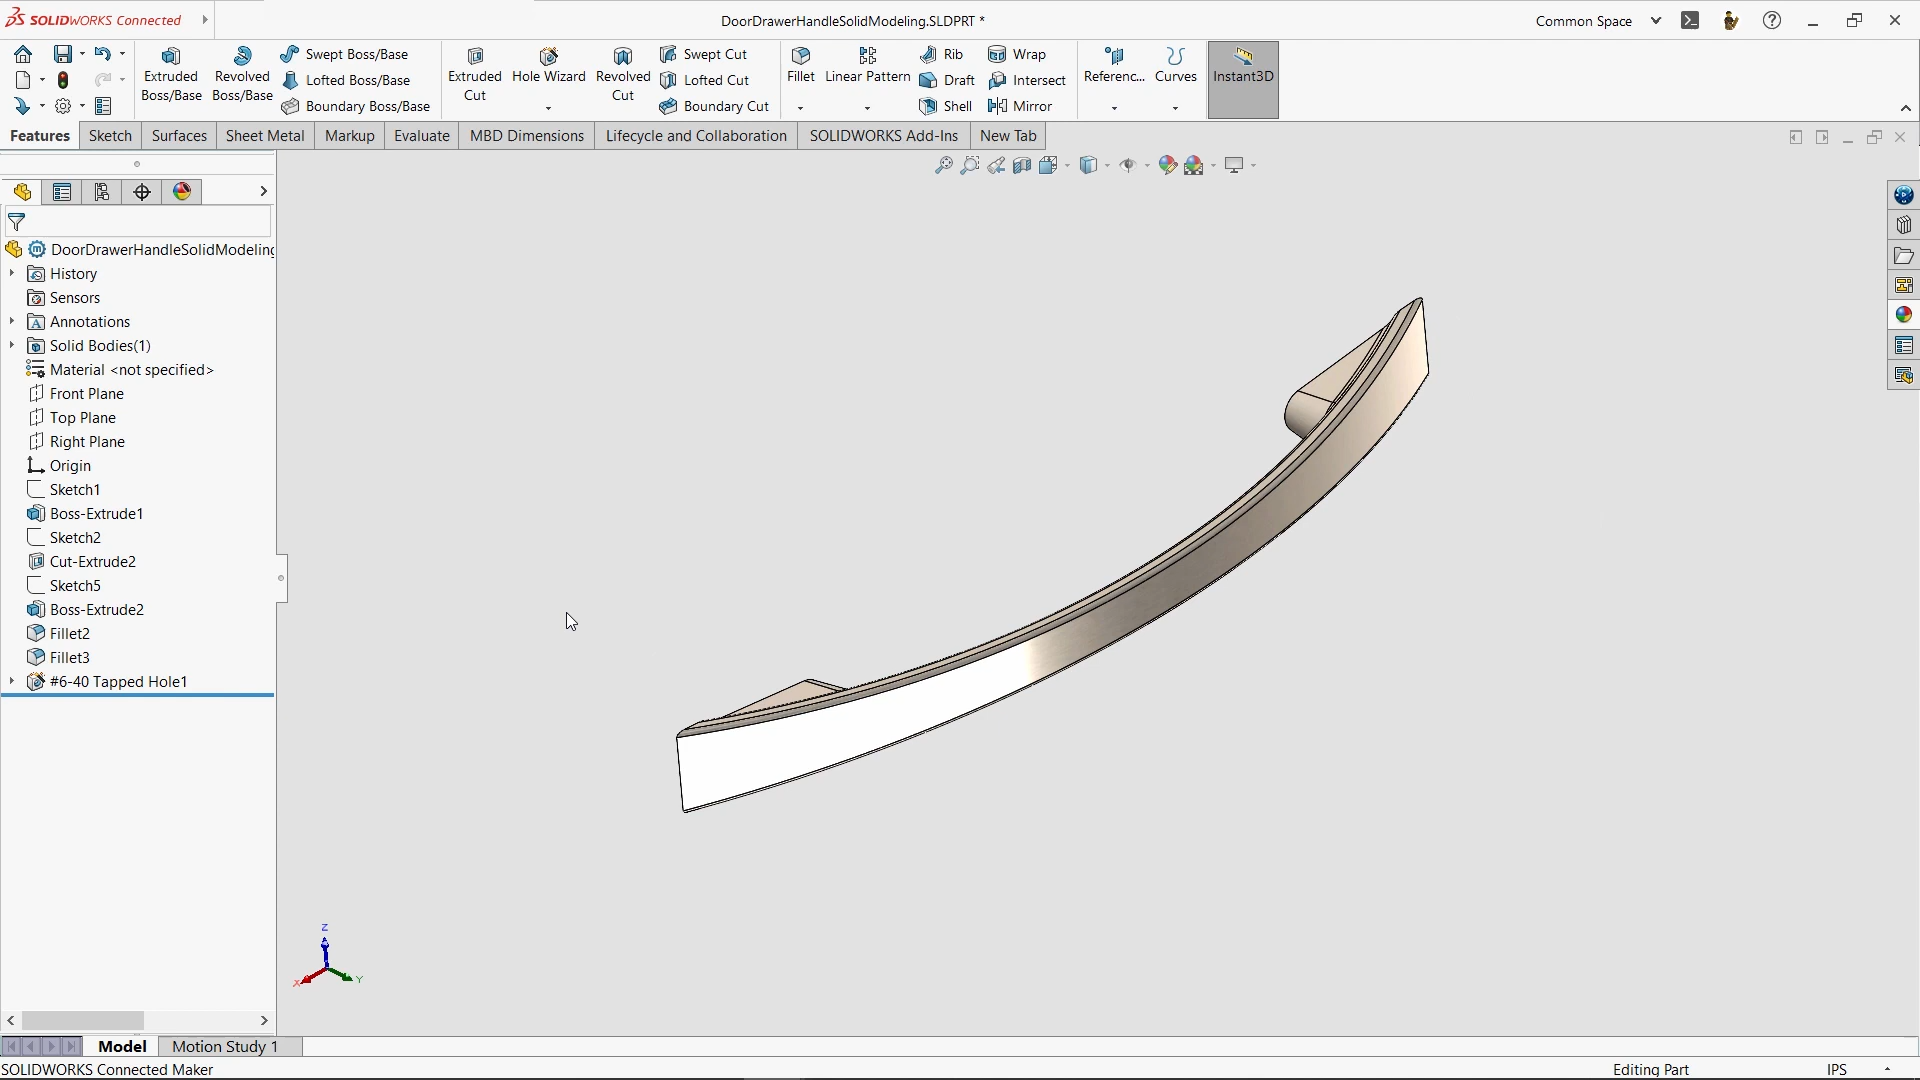 SOLIDWORKS Connected
DoorDrawerHandleSolidModeling.SLDPRT *
Common Space
Extruded Boss/Base
Revolved Boss/Base
Swept Boss/Base
Lofted Boss/Base
Boundary Boss/Base
Extruded Cut
Hole Wizard
Revolved Cut
Swept Cut
Lofted Cut
Boundary Cut
Fillet
Linear Pattern
Rib
Draft
Shell
Wrap
Intersect
Mirror
Referenc...
Curves
Instant3D
Features
Sketch
Surfaces
Sheet Metal
Markup
Evaluate
MBD Dimensions
Lifecycle and Collaboration
SOLIDWORKS Add-Ins
New Tab
DoorDrawerHandleSolidModeling
History
Sensors
Annotations
Solid Bodies(1)
Material <not specified>
Front Plane
Top Plane
Right Plane
Origin
Sketch1
Boss-Extrude1
Sketch2
Cut-Extrude2
Sketch5
Boss-Extrude2
Fillet2
Fillet3
#6-40 Tapped Hole1
Z
X
Y
Model
Motion Study 1
SOLIDWORKS Connected Maker
Editing Part
IPS